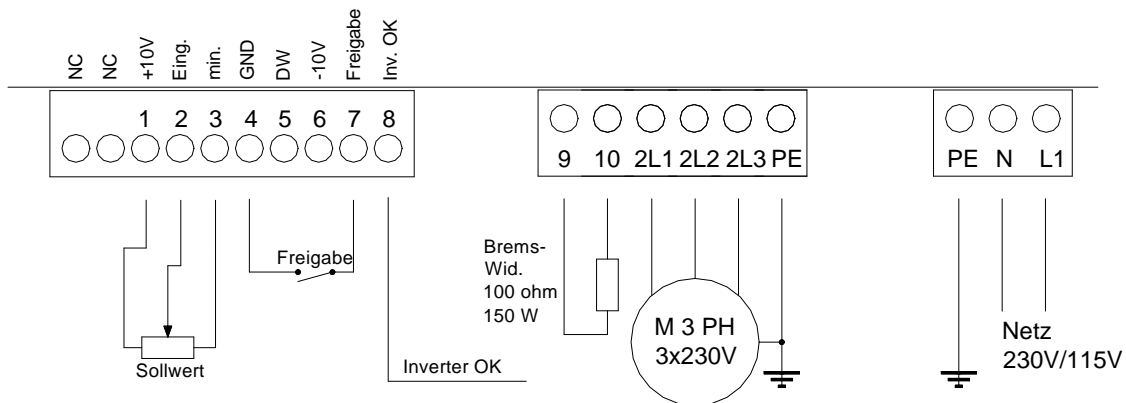 NC
NC
+10V
Eing.
min.
GND
DW
-10V
Freigabe
Inv. OK
1 2 3 4 5 6 7 8
9 10 2L1 2L2 2L3 PE
PE N L1
Freigabe
Sollwert
Inverter OK
Brems-
Wid.
100 ohm
150 W
M 3 PH
3x230V
Netz
230V/115V